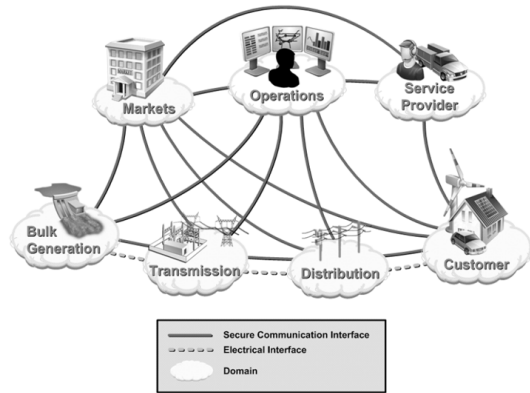 Markets
Operations
Service
Provider
Bulk
Generation
Transmission
Distribution
Customer
Secure Communication Interface
Electrical Interface
Domain